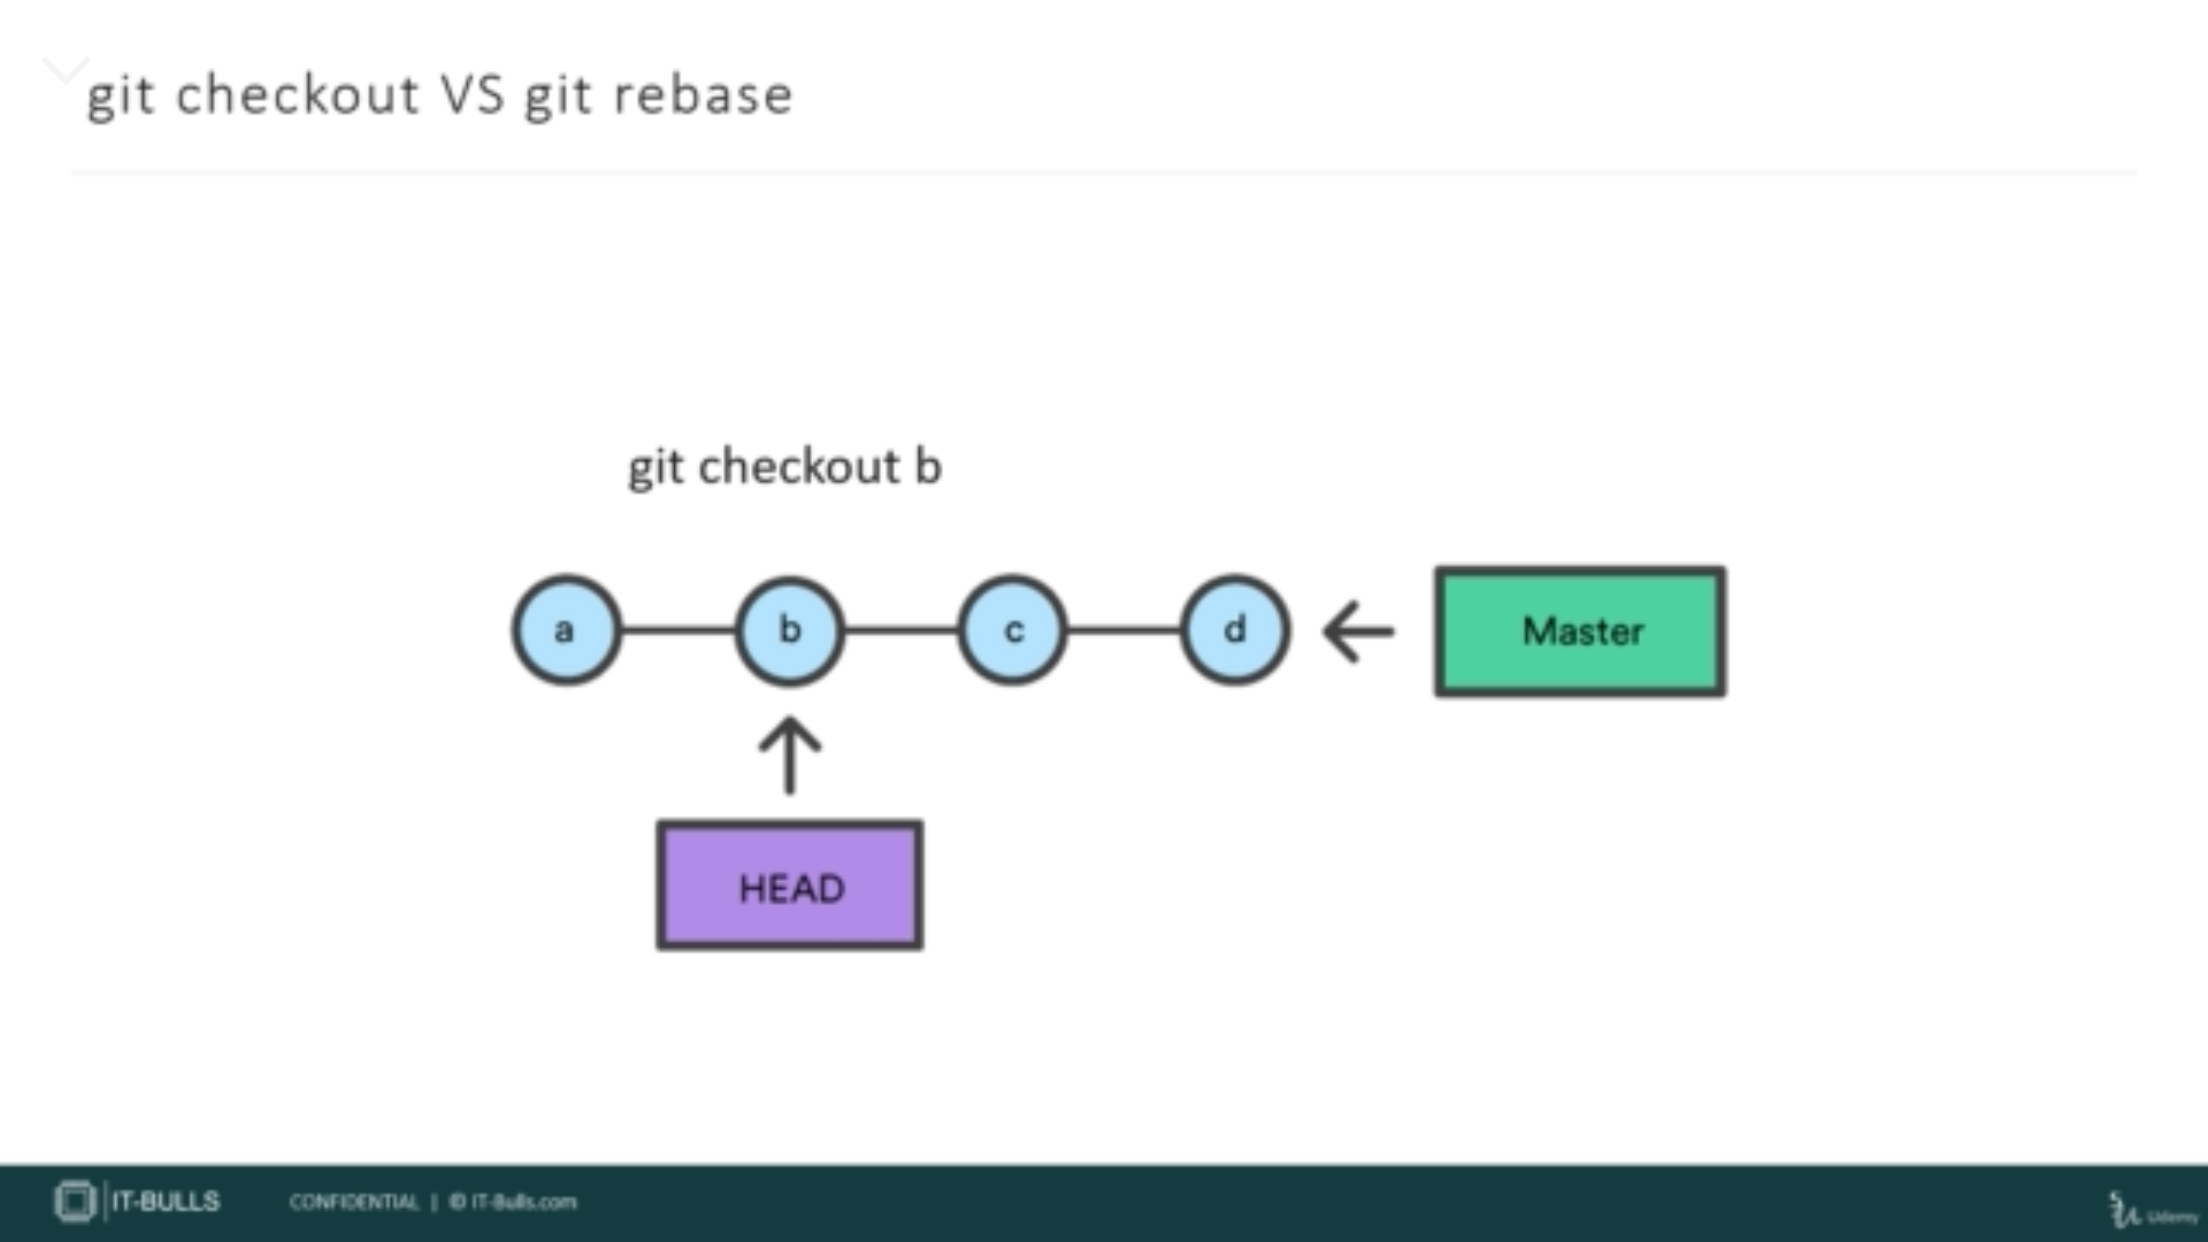 git checkout VS git rebase
git checkout b
a
b
c
d
Master
HEAD
IT-BULLS
CONFIDENTIAL | © IT-Bulls.com
Udemy